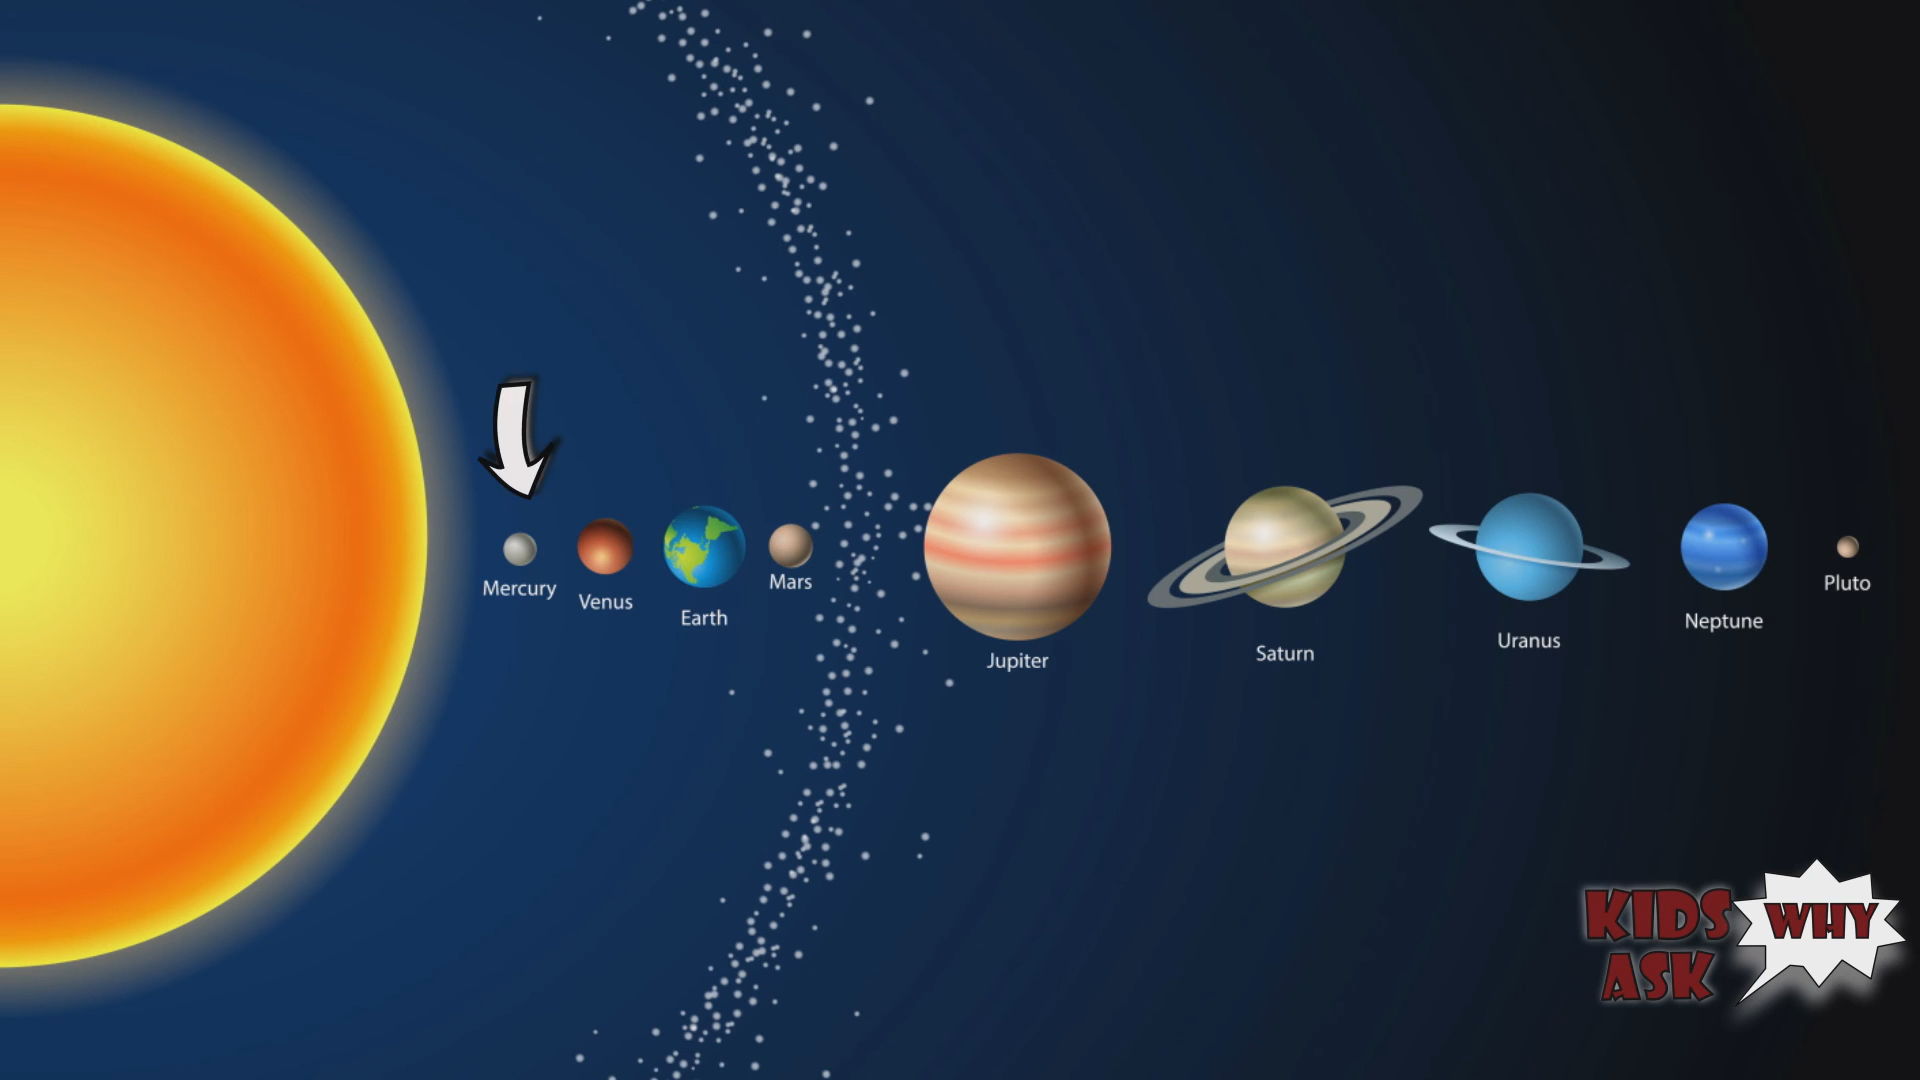 Mercury
Venus
Earth
Mars
Jupiter
Saturn
Uranus
Neptune
Pluto
KIDS WHY
ASK